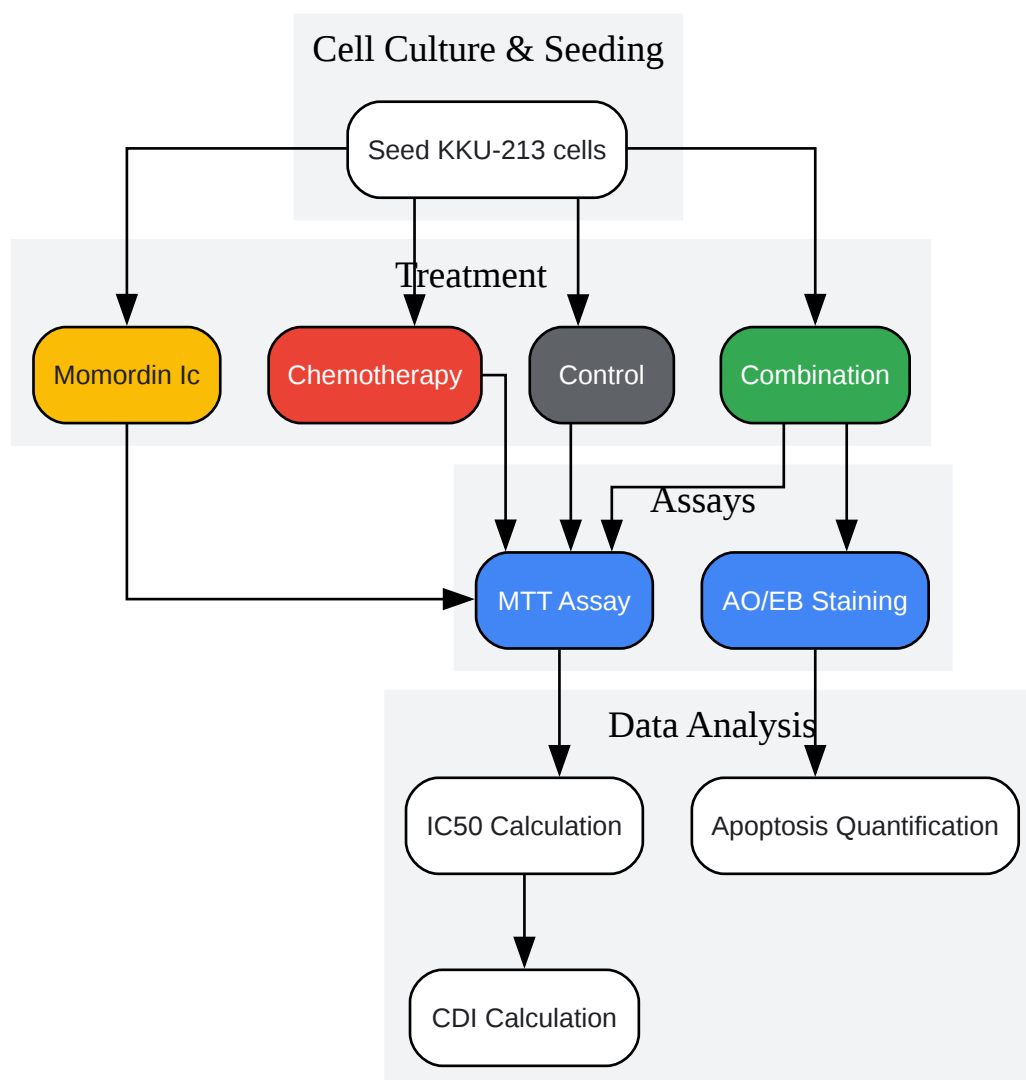 Cell Culture & Seeding
Seed KKU-213 cells
Treatment
Momordin Ic
Chemotherapy
Control
Combination
Assays
MTT Assay
AO/EB Staining
Data Analysis
IC50 Calculation
Apoptosis Quantification
CDI Calculation